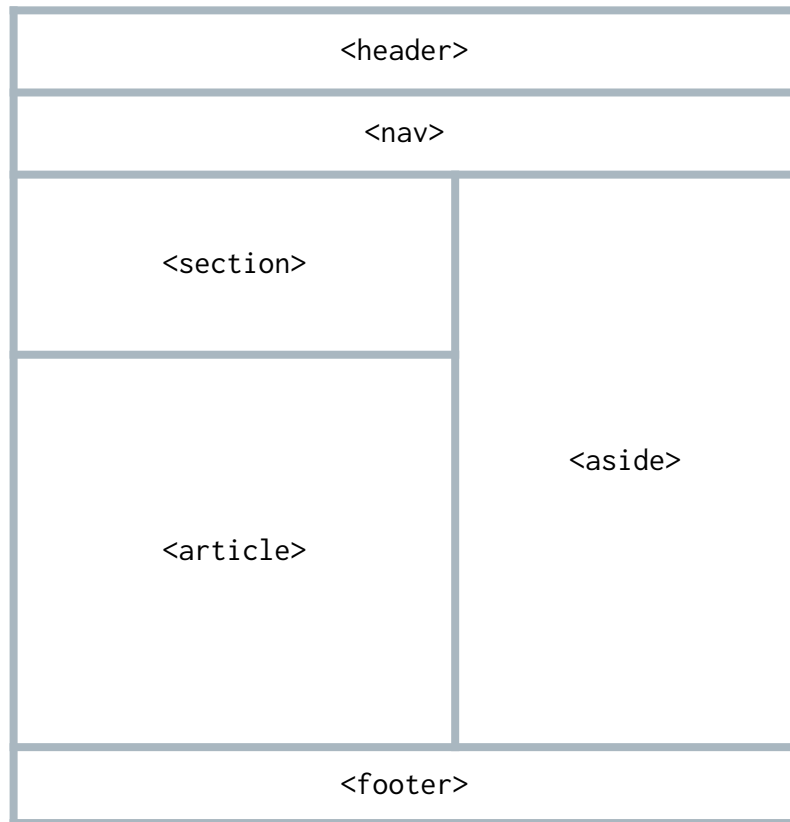 <header>
<nav>
<section>
<aside>
<article>
<footer>